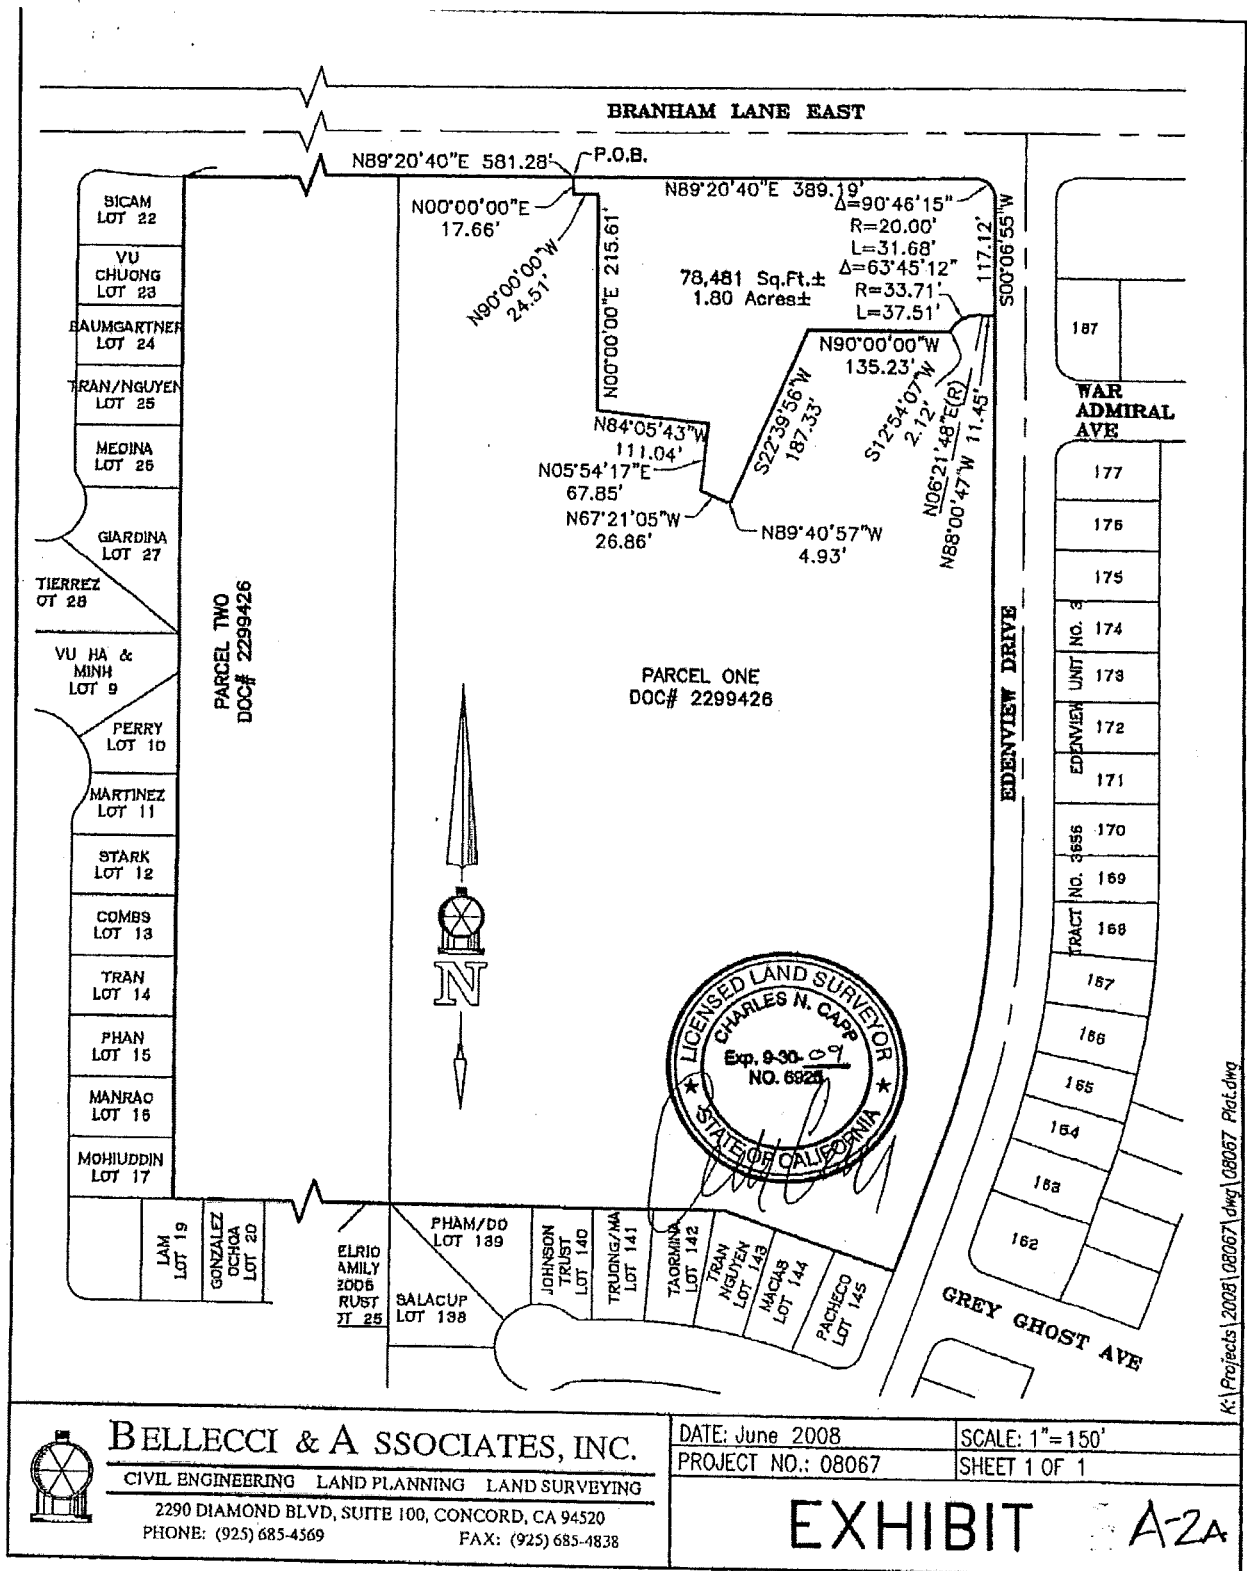 BRANHAM LANE EAST
N89°20'40"E 581.28'
P.O.B.
N89°20'40"E 389.19'
Δ=90°46'15"
R=20.00'
L=31.68'
Δ=63°45'12"
R=33.71'
L=37.51'
N00°00'00"E
17.66'
N90°00'00"W
24.51'
N00°00'00"E 215.61'
78,481 Sq.Ft.±
1.80 Acres±
117.12'
S00°06'55"W
N90°00'00"W
135.23'
S22°39'56"W
187.33'
S12°54'07"W
2.12'
N06°21'48"E(R)
N88°00'47"W 11.45'
N84°05'43"W
111.04'
N05°54'17"E
67.85'
N67°21'05"W
26.86'
N89°40'57"W
4.93'
BICAM
LOT 22
VU
CHUONG
LOT 23
BAUMGARTNER
LOT 24
TRAN/NGUYEN
LOT 25
MEDINA
LOT 26
GIARDINA
LOT 27
TIERREZ
OT 28
VU HA &
MINH
LOT 9
PERRY
LOT 10
MARTINEZ
LOT 11
STARK
LOT 12
COMBS
LOT 13
TRAN
LOT 14
PHAN
LOT 15
MANRAO
LOT 16
MOHIUDDIN
LOT 17
PARCEL TWO
DOC# 2299426
PARCEL ONE
DOC# 2299426
EDENVIEW DRIVE
187
WAR
ADMIRAL
AVE
177
176
175
174
173
172
171
170
169
168
167
166
165
164
163
162
TRACT NO. 3656 EDENVIEW UNIT NO. 3
N
LICENSED LAND SURVEYOR
CHARLES N. CAPP
Exp. 9-30-09
NO. 6925
STATE OF CALIFORNIA
LAM
LOT 19
GONZALEZ
OCHOA
LOT 20
ELRIO
AMILY
2006
RUST
OT 25
PHAM/DO
LOT 139
SALACUP
LOT 138
JOHNSON
TRUST
LOT 140
TRUONG/MA
LOT 141
TAORMINA
LOT 142
TRAN
NGUYEN
LOT 143
MACIAS
LOT 144
PACHECO
LOT 145
GREY GHOST AVE
K:\Projects\2008\08067\dwg\08067 Plat.dwg
BELLECCI & ASSOCIATES, INC.
CIVIL ENGINEERING LAND PLANNING LAND SURVEYING
2290 DIAMOND BLVD, SUITE 100, CONCORD, CA 94520
PHONE: (925) 685-4569 FAX: (925) 685-4838
DATE: June 2008
SCALE: 1"=150'
PROJECT NO.: 08067
SHEET 1 OF 1
EXHIBIT A-2A